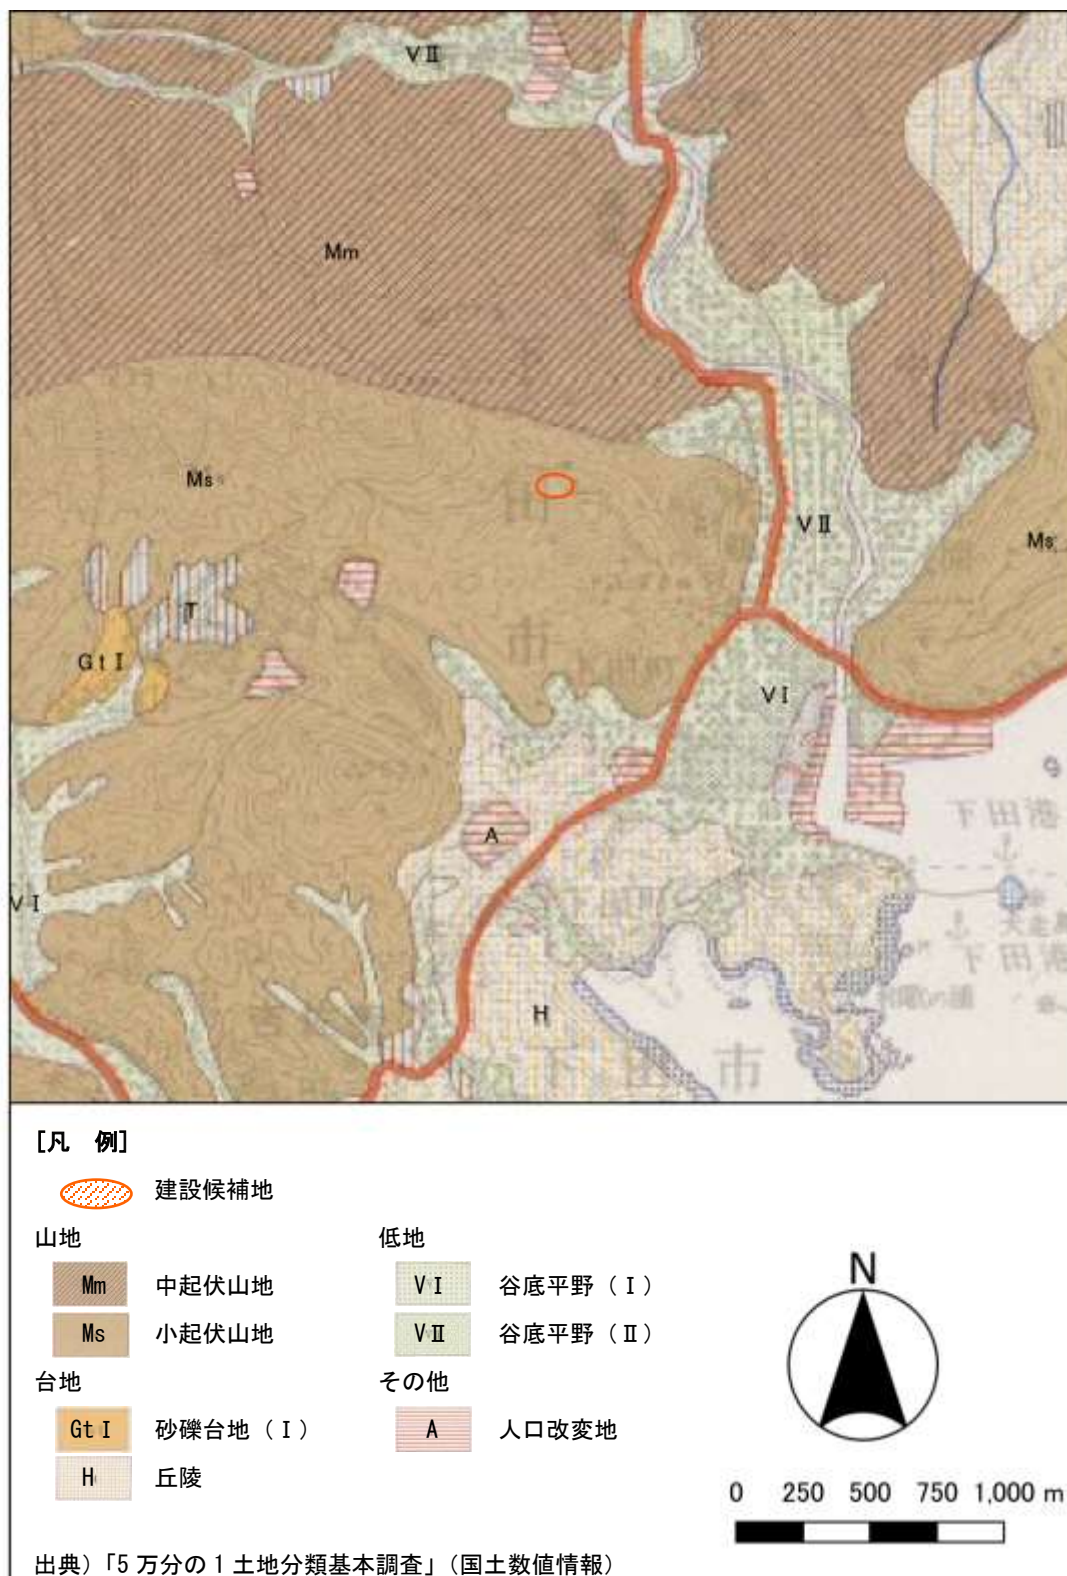 VⅡ
Mm
Ms
VⅡ
Ms
T
GtⅠ
VⅠ
A
下田港
VⅠ
下田港
H
市
市
[凡 例]
建設候補地
山地
Mm 中起伏山地
Ms 小起伏山地
台地
GtⅠ 砂礫台地（Ⅰ）
H 丘陵
低地
VⅠ 谷底平野（Ⅰ）
VⅡ 谷底平野（Ⅱ）
その他
A 人口改変地
N
0 250 500 750 1,000 m
出典）「5 万分の 1 土地分類基本調査」（国土数値情報）